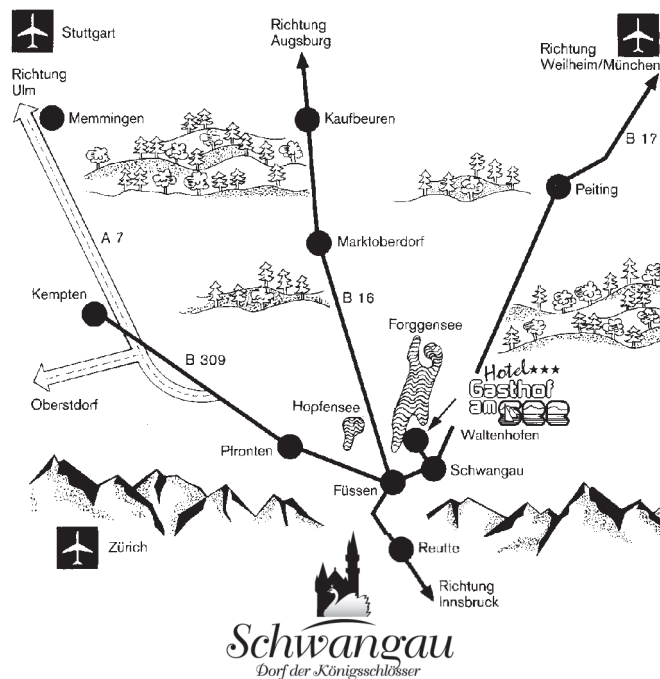 Stuttgart
Richtung
Augsburg
Richtung
Weilheim/München
Richtung
Ulm
Memmingen
Kaufbeuren
B 17
Peiting
A 7
Marktoberdorf
Kempten
B 16
Forggensee
B 309
Hotel***
Gasthof
am SEE
Oberstdorf
Hopfensee
Waltenhofen
Pfronten
Schwangau
Füssen
Zürich
Reutte
Richtung
Innsbruck
Schwangau
Dorf der Königsschlösser